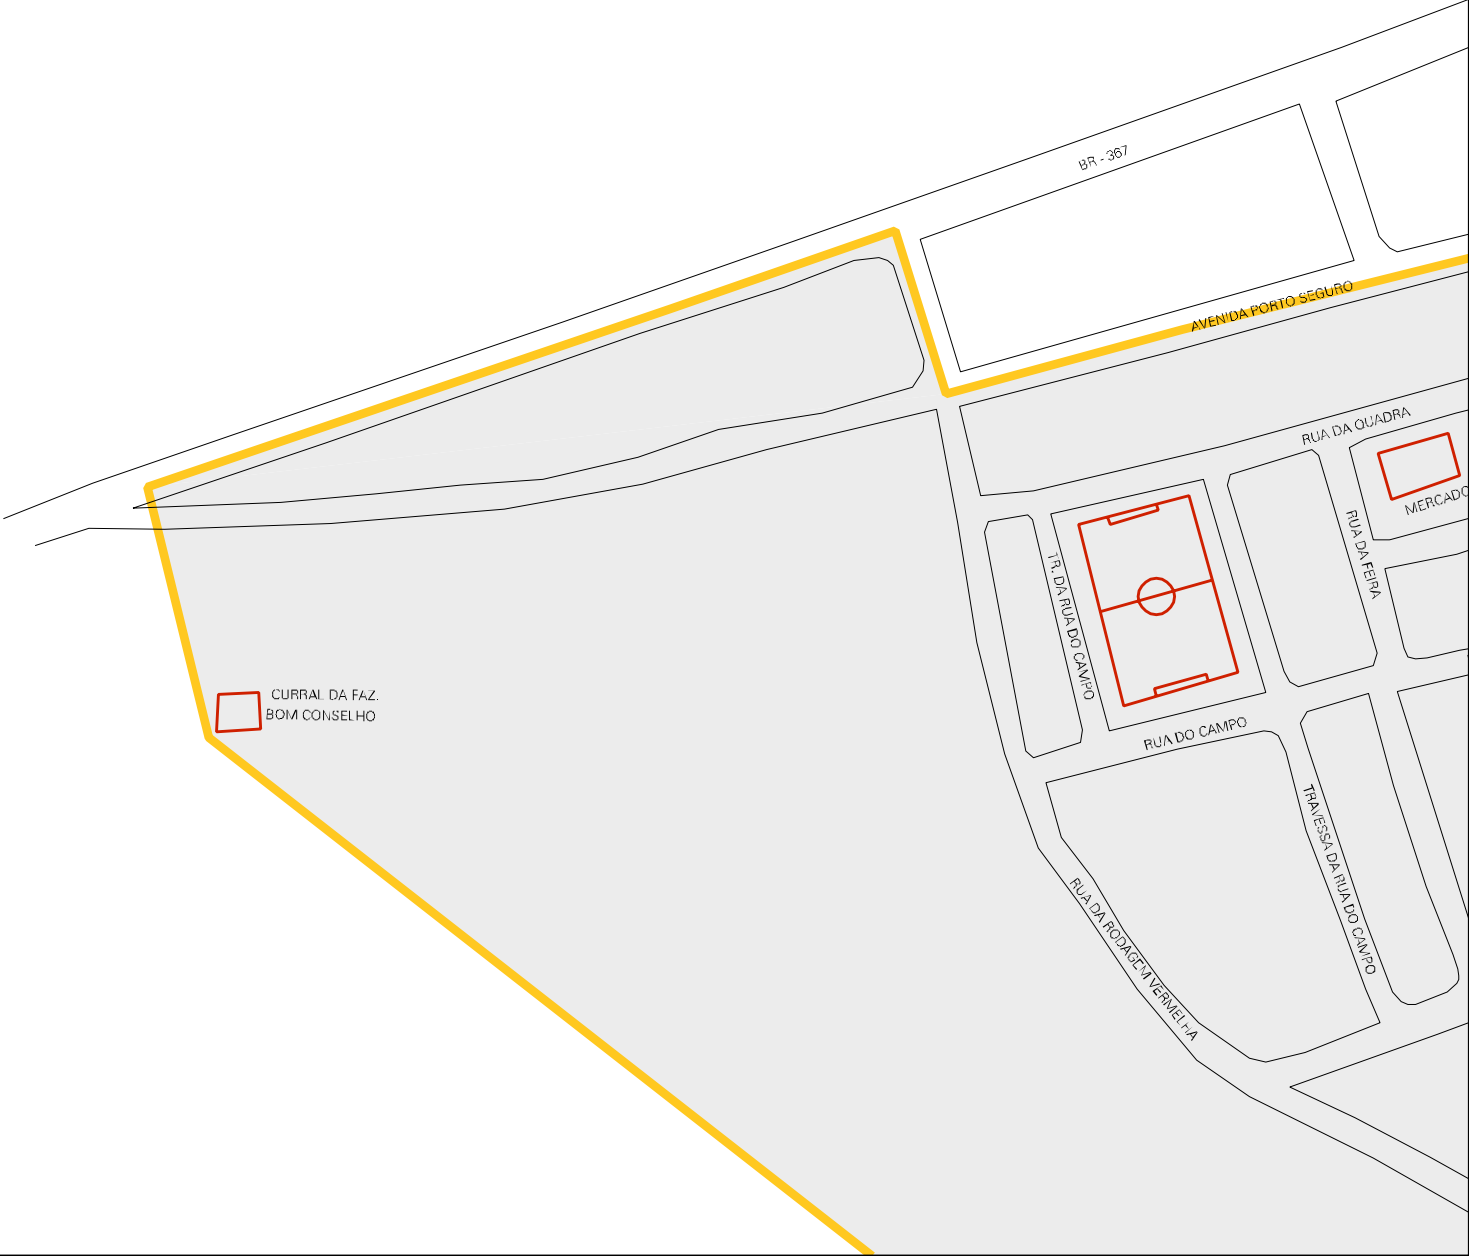 BR - 367
AVENIDA PORTO SEGURO
RUA DA QUADRA
MERCADO
RUA DA FEIRA
TR. DA RUA DO CAMPO
CURRAL DA FAZ.
BOM CONSELHO
RUA DO CAMPO
TRAVESSA DA RUA DO CAMPO
RUA DA RODAGEM VERMELHA